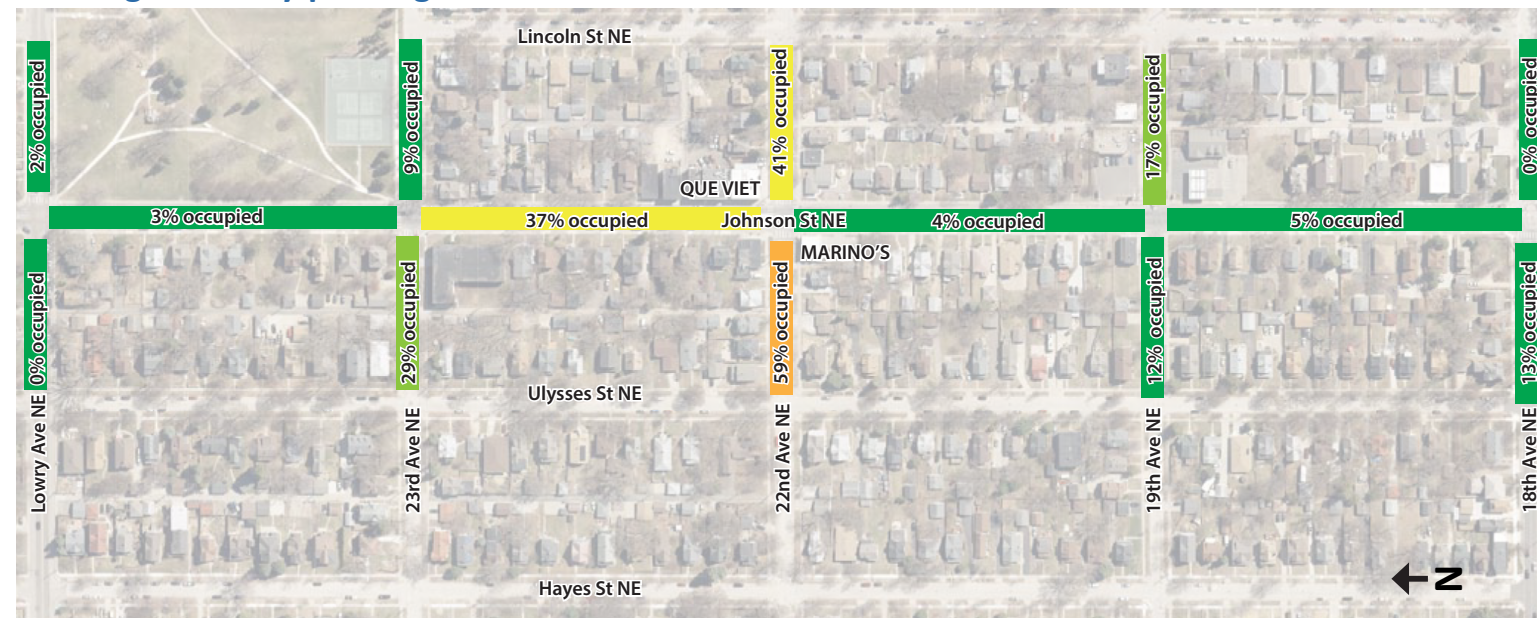 Lincoln St NE
2% occupied
9% occupied
41% occupied
17% occupied
0% occupied
QUE VIET
3% occupied
37% occupied
Johnson St NE
4% occupied
5% occupied
MARINO'S
0% occupied
29% occupied
59% occupied
12% occupied
13% occupied
Ulysses St NE
Lowry Ave NE
23rd Ave NE
22nd Ave NE
19th Ave NE
18th Ave NE
Hayes St NE
N